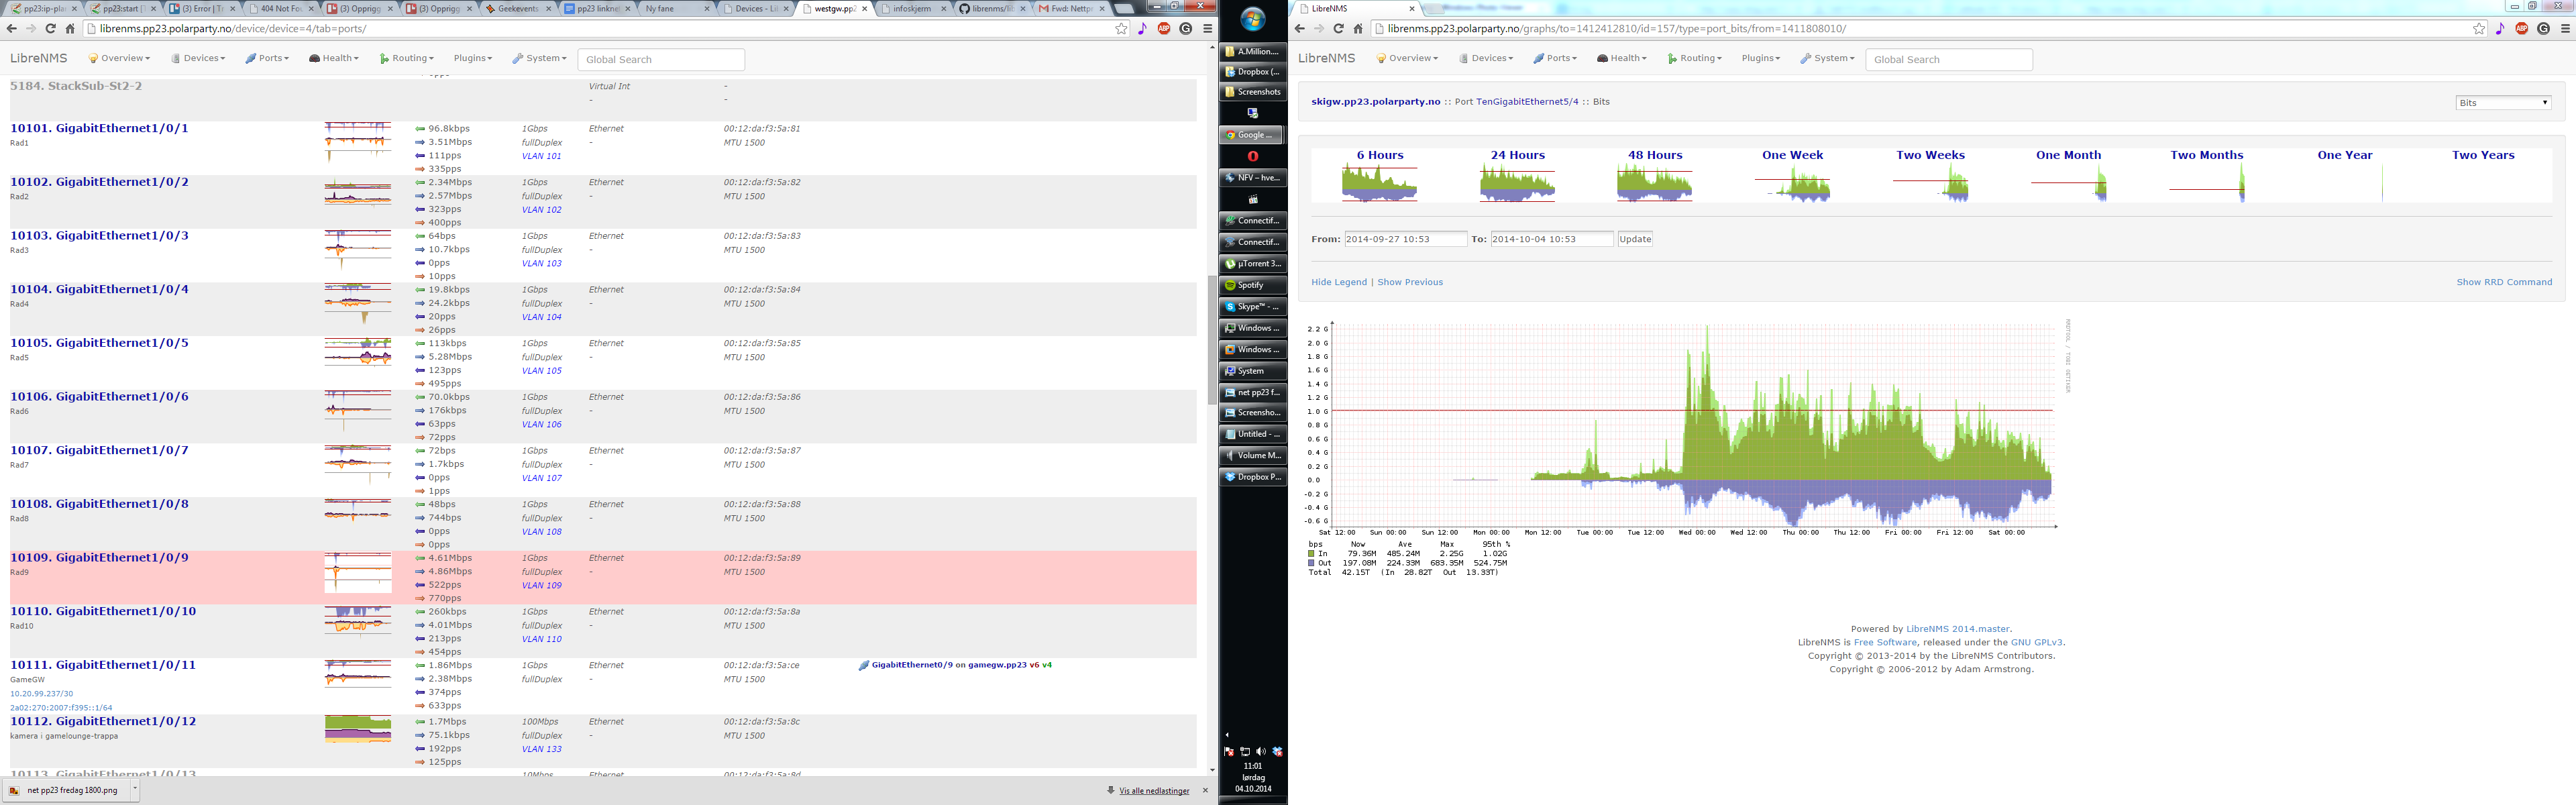 pp23:ip-pla
pp23:start [
(3) Error | Tr
404 Not Fou
(3) Opprigg
(3) Opprigg
Geekevents
pp23 linkne
Ny fane
Devices - Li
westgw.pp2
infoskjerm
librenms/li
Gmail - Fwd: Nettpr
librenms.pp23.polarparty.no/device/device=4/tab=ports/
LibreNMS
Overview
Devices
Ports
Health
Routing
Plugins
System
Global Search
5184. StackSub-St2-2
Virtual Int
-
-
-
10101. GigabitEthernet1/0/1
Rad1
96.8kbps
3.51Mbps
111pps
335pps
1Gbps
fullDuplex
VLAN 101
Ethernet
-
00:12:da:f3:5a:81
MTU 1500
10102. GigabitEthernet1/0/2
Rad2
2.34Mbps
2.57Mbps
323pps
400pps
1Gbps
fullDuplex
VLAN 102
Ethernet
-
00:12:da:f3:5a:82
MTU 1500
10103. GigabitEthernet1/0/3
Rad3
64bps
10.7kbps
0pps
10pps
1Gbps
fullDuplex
VLAN 103
Ethernet
-
00:12:da:f3:5a:83
MTU 1500
10104. GigabitEthernet1/0/4
Rad4
19.8kbps
24.2kbps
20pps
26pps
1Gbps
fullDuplex
VLAN 104
Ethernet
-
00:12:da:f3:5a:84
MTU 1500
10105. GigabitEthernet1/0/5
Rad5
113kbps
5.28Mbps
123pps
495pps
1Gbps
fullDuplex
VLAN 105
Ethernet
-
00:12:da:f3:5a:85
MTU 1500
10106. GigabitEthernet1/0/6
Rad6
70.0kbps
176kbps
63pps
72pps
1Gbps
fullDuplex
VLAN 106
Ethernet
-
00:12:da:f3:5a:86
MTU 1500
10107. GigabitEthernet1/0/7
Rad7
72bps
1.7kbps
0pps
1pps
1Gbps
fullDuplex
VLAN 107
Ethernet
-
00:12:da:f3:5a:87
MTU 1500
10108. GigabitEthernet1/0/8
Rad8
48bps
744bps
0pps
0pps
1Gbps
fullDuplex
VLAN 108
Ethernet
-
00:12:da:f3:5a:88
MTU 1500
10109. GigabitEthernet1/0/9
Rad9
4.61Mbps
4.86Mbps
522pps
770pps
1Gbps
fullDuplex
VLAN 109
Ethernet
-
00:12:da:f3:5a:89
MTU 1500
10110. GigabitEthernet1/0/10
Rad10
260kbps
4.01Mbps
213pps
454pps
1Gbps
fullDuplex
VLAN 110
Ethernet
-
00:12:da:f3:5a:8a
MTU 1500
10111. GigabitEthernet1/0/11
GameGW
10.20.99.237/30
2a02:270:2007:f395::1/64
1.86Mbps
2.38Mbps
374pps
633pps
1Gbps
fullDuplex
Ethernet
-
00:12:da:f3:5a:ce
MTU 1500
GigabitEthernet0/9 on gamegw.pp23 v6 v4
10112. GigabitEthernet1/0/12
kamera i gamelounge-trappa
1.7Mbps
75.1kbps
192pps
125pps
100Mbps
fullDuplex
VLAN 133
Ethernet
-
00:12:da:f3:5a:8c
MTU 1500
10113. GigabitEthernet1/0/13
10Mbps
Ethernet
00:12:da:f3:5a:8d
net pp23 fredag 1800.png
Vis alle nedlastinger
A.Million....
Dropbox (...
Screenshots
Google ...
NFV – hve...
Connectif...
Connectif...
µTorrent 3...
Spotify
Skype™ - ...
Windows ...
Windows ...
System
net pp23 f...
Screensho...
Untitled - ...
Volume M...
Dropbox P...
11:01
lørdag
04.10.2014
LibreNMS
librenms.pp23.polarparty.no/graphs/to=1412412810/id=157/type=port_bits/from=1411808010/
LibreNMS
Overview
Devices
Ports
Health
Routing
Plugins
System
Global Search
skigw.pp23.polarparty.no :: Port TenGigabitEthernet5/4 :: Bits
Bits
6 Hours
24 Hours
48 Hours
One Week
Two Weeks
One Month
Two Months
One Year
Two Years
From: 2014-09-27 10:53 To: 2014-10-04 10:53 Update
Hide Legend | Show Previous
Show RRD Command
RRDTOOL / TOBI OETIKER
2.2 G
2.0 G
1.8 G
1.6 G
1.4 G
1.2 G
1.0 G
0.8 G
0.6 G
0.4 G
0.2 G
0.0
-0.2 G
-0.4 G
-0.6 G
Sat 12:00 Sun 00:00 Sun 12:00 Mon 00:00 Mon 12:00 Tue 00:00 Tue 12:00 Wed 00:00 Wed 12:00 Thu 00:00 Thu 12:00 Fri 00:00 Fri 12:00 Sat 00:00
bps Now Ave Max 95th %
In 79.36M 485.24M 2.25G 1.02G
Out 197.08M 224.33M 683.35M 524.75M
Total 42.15T (In 28.82T Out 13.33T)
Powered by LibreNMS 2014.master.
LibreNMS is Free Software, released under the GNU GPLv3.
Copyright © 2013-2014 by the LibreNMS Contributors.
Copyright © 2006-2012 by Adam Armstrong.